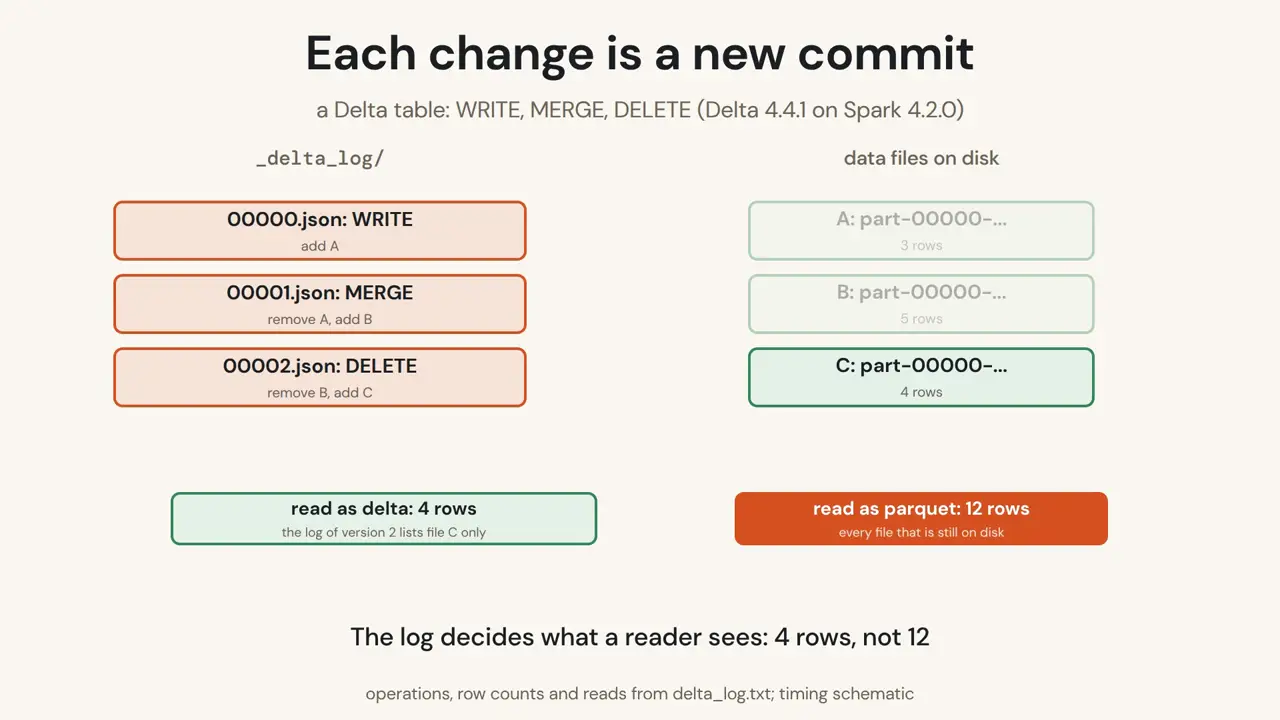 Each change is a new commit
a Delta table: WRITE, MERGE, DELETE (Delta 4.4.1 on Spark 4.2.0)
_delta_log/
00000.json: WRITE
add A
00001.json: MERGE
remove A, add B
00002.json: DELETE
remove B, add C
data files on disk
A: part-00000-...
3 rows
B: part-00000-...
5 rows
C: part-00000-...
4 rows
read as delta: 4 rows
the log of version 2 lists file C only
read as parquet: 12 rows
every file that is still on disk
The log decides what a reader sees: 4 rows, not 12
operations, row counts and reads from delta_log.txt; timing schematic